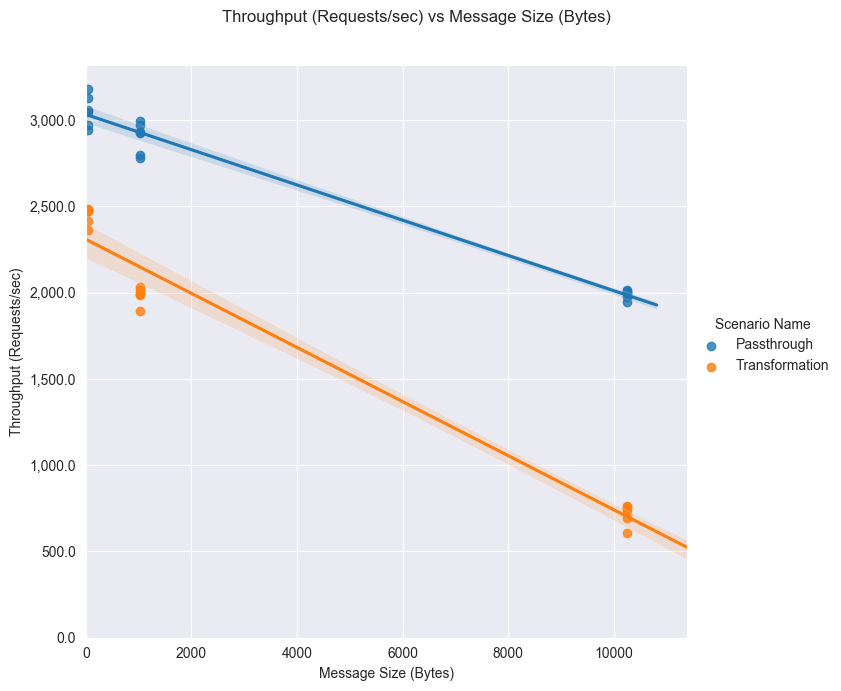 Throughput (Requests/sec) vs Message Size (Bytes)
3,000.0
2,500.0
2,000.0
1,500.0
1,000.0
500.0
0.0
Throughput (Requests/sec)
0 2000 4000 6000 8000 10000
Message Size (Bytes)
Scenario Name
Passthrough
Transformation